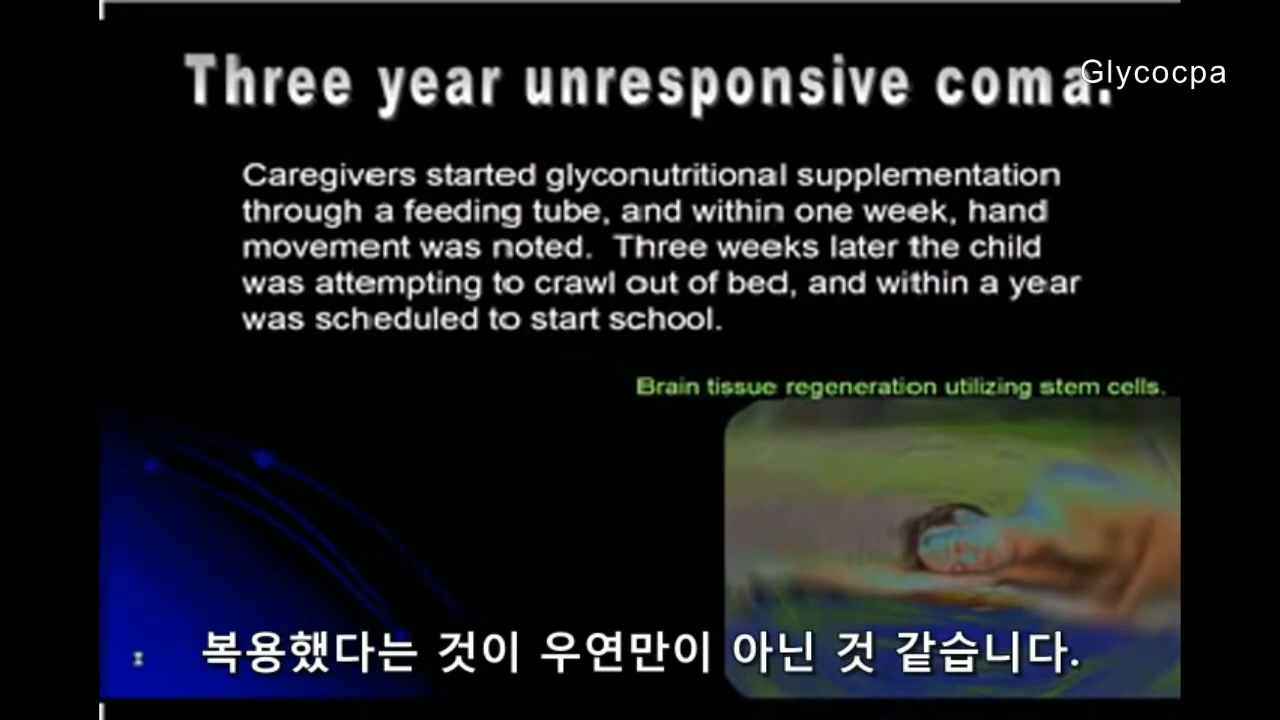 Three year unresponsive coma.
Glycocpa
Caregivers started glyconutritional supplementation
through a feeding tube, and within one week, hand
movement was noted.  Three weeks later the child
was attempting to crawl out of bed, and within a year
was scheduled to start school.
Brain tissue regeneration utilizing stem cells.
복용했다는 것이 우연만이 아닌 것 같습니다.